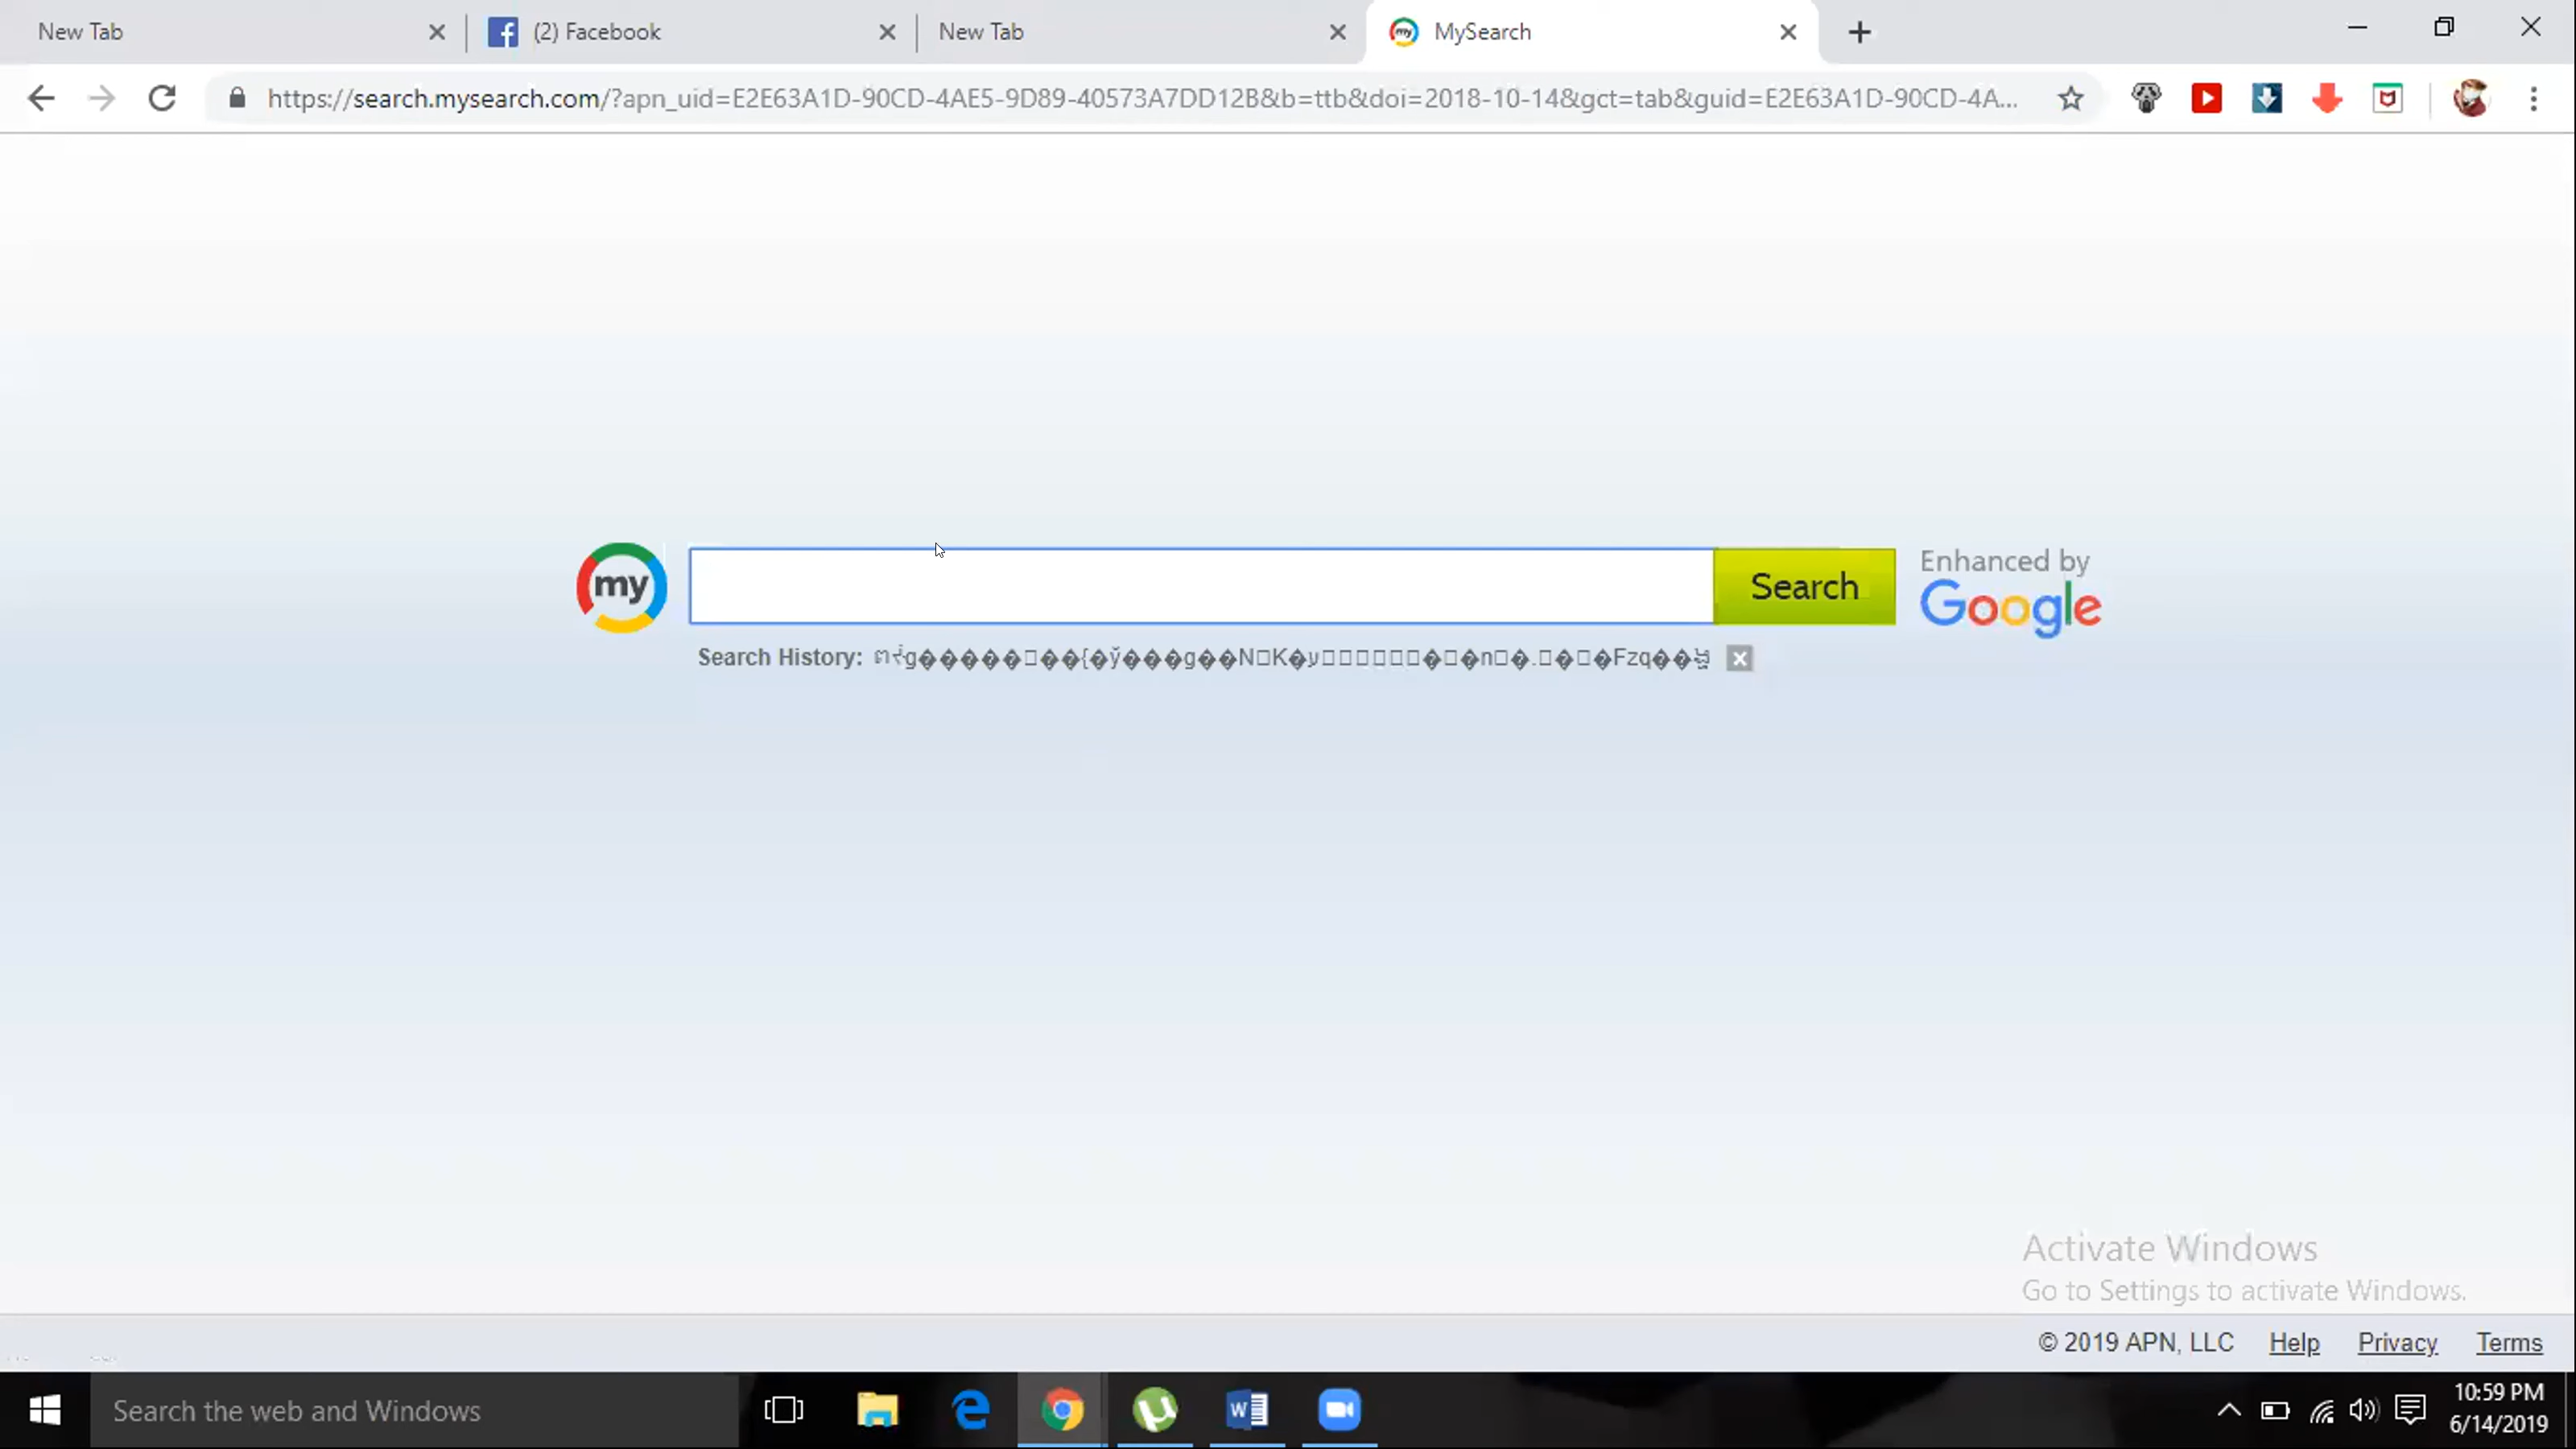 New Tab
(2) Facebook
New Tab
MySearch
https://search.mysearch.com/?apn_uid=E2E63A1D-90CD-4AE5-9D89-40573A7DD12B&b=ttb&doi=2018-10-14&gct=tab&guid=E2E63A1D-90CD-4A...
my
Search
Enhanced by
Google
Search History:
Activate Windows
Go to Settings to activate Windows.
© 2019 APN, LLC Help Privacy Terms
Search the web and Windows
10:59 PM
6/14/2019